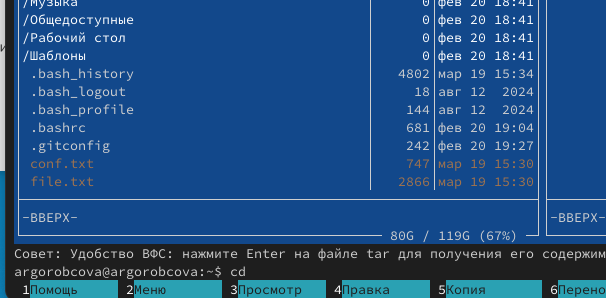 /Музыка 0 фев 20 18:41
/Общедоступные 0 фев 20 18:41
/Рабочий стол 0 фев 20 18:41
/Шаблоны 0 фев 20 18:41
.bash_history 4802 мар 19 15:34
.bash_logout 18 авг 12 2024
.bash_profile 144 авг 12 2024
.bashrc 681 фев 20 19:04
.gitconfig 242 фев 20 19:27
conf.txt 747 мар 19 15:30
file.txt 2866 мар 19 15:30
-ВВЕРХ- -ВВЕРХ-
80G / 119G (67%)
Совет: Удобство ВФС: нажмите Enter на файле tar для получения его содержим
argorobcova@argorobcova:~$ cd
1Помощь 2Меню 3Просмотр 4Правка 5Копия 6Перено